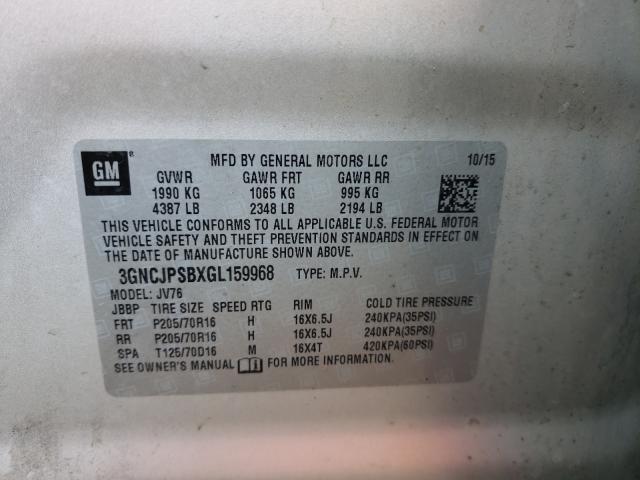 GM ® MFD BY GENERAL MOTORS LLC 10/15
GVWR GAWR FRT GAWR RR
1990 KG 1065 KG 995 KG
4387 LB 2348 LB 2194 LB
THIS VEHICLE CONFORMS TO ALL APPLICABLE U.S. FEDERAL MOTOR
VEHICLE SAFETY AND THEFT PREVENTION STANDARDS IN EFFECT ON
THE DATE OF MANUFACTURE SHOWN ABOVE.
3GNCJPSBXGL159968 TYPE: M.P.V.
MODEL: JV76
JBBP TIRE SIZE SPEED RTG RIM COLD TIRE PRESSURE
FRT P205/70R16 H 16X6.5J 240KPA(35PSI)
RR P205/70R16 H 16X6.5J 240KPA(35PSI)
SPA T125/70D16 M 16X4T 420KPA(60PSI)
SEE OWNER'S MANUAL FOR MORE INFORMATION.